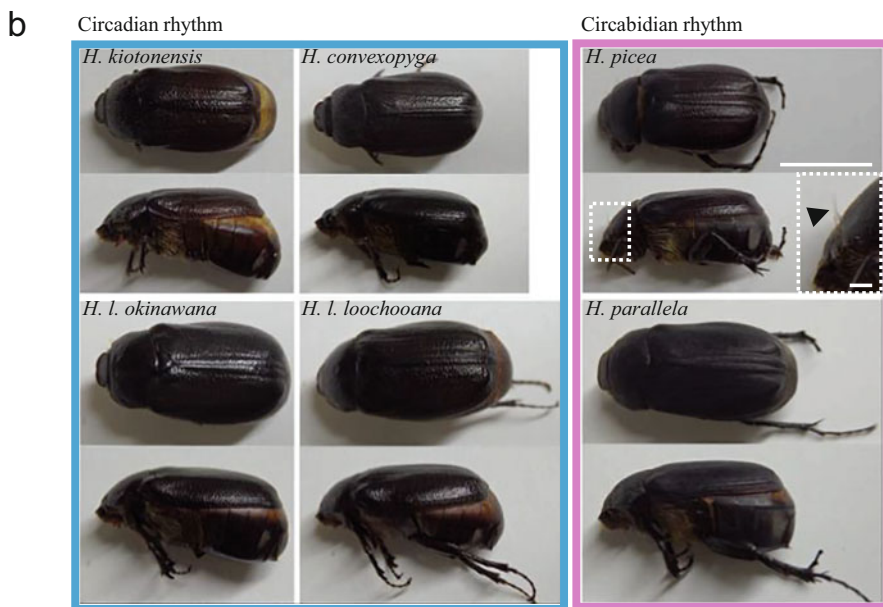 b
Circadian rhythm
Circabidian rhythm
H. kiotonensis
H. convexopyga
H. picea
H. l. okinawana
H. l. loochooana
H. parallela